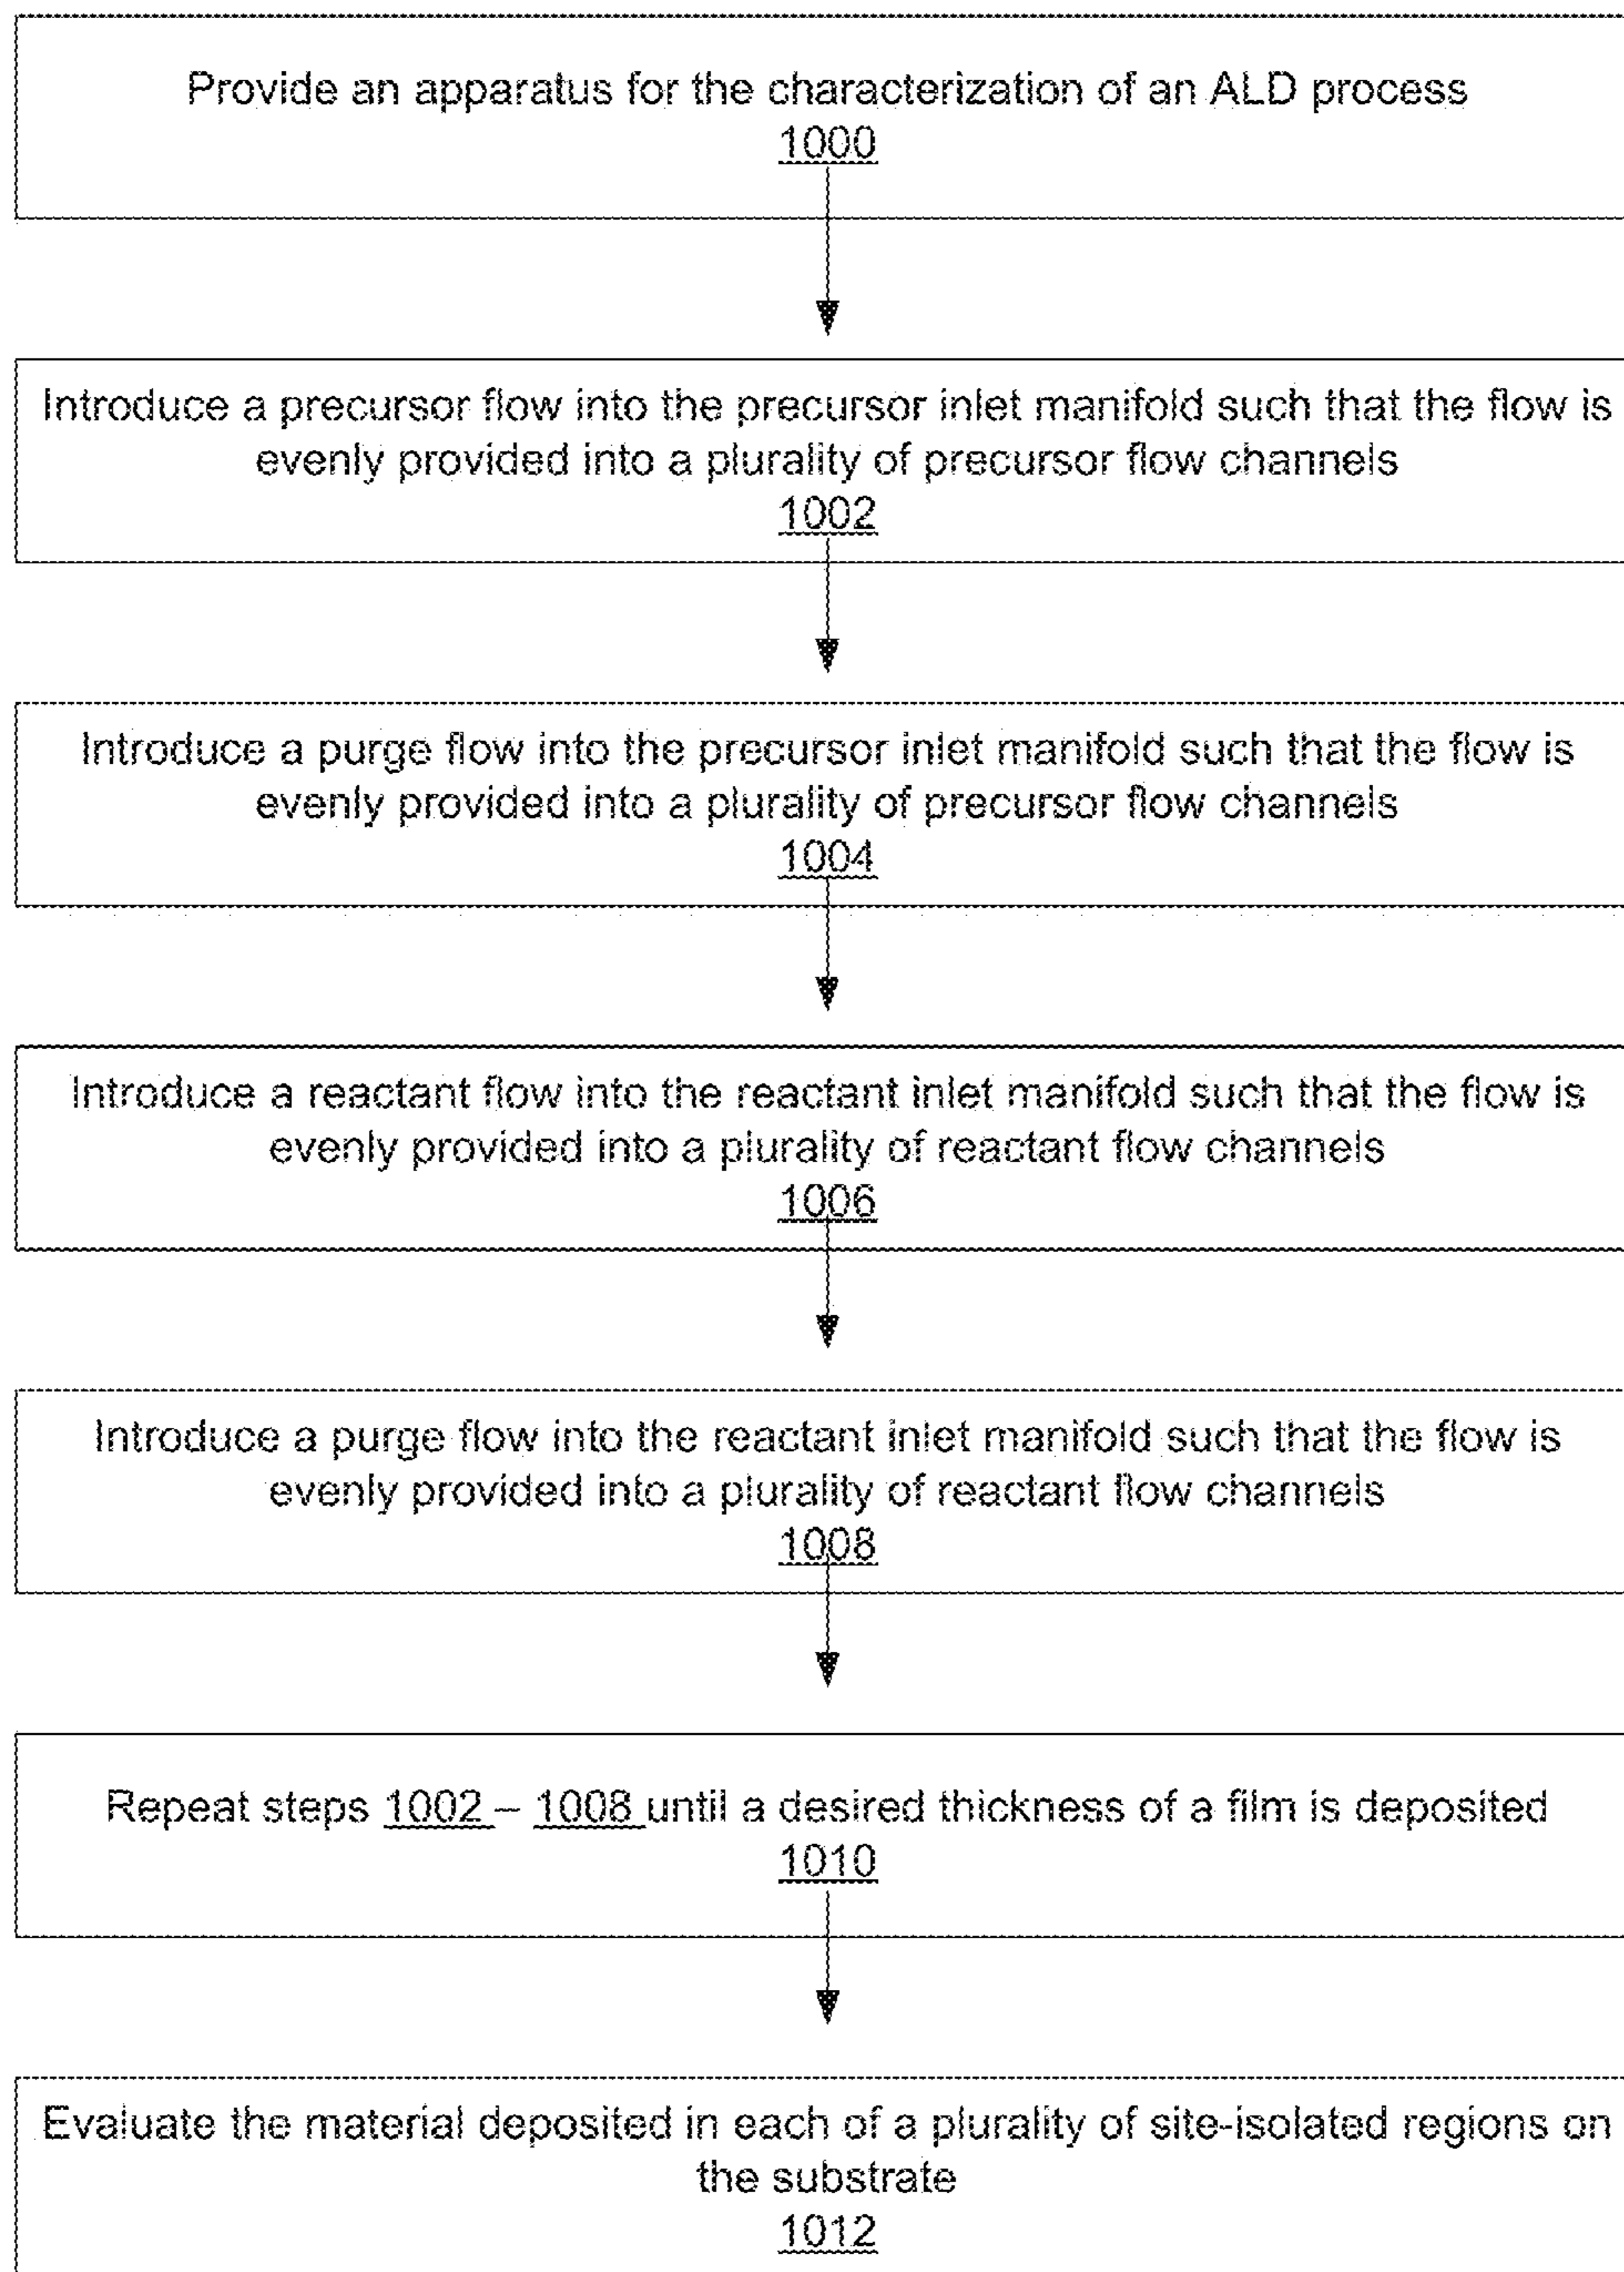 Provide an apparatus for the characterization of an ALD process
1000
Introduce a precursor flow into the precursor inlet manifold such that the flow is
evenly provided into a plurality of precursor flow channels
1002
Introduce a purge flow into the precursor inlet manifold such that the flow is
evenly provided into a plurality of precursor flow channels
1004
Introduce a reactant flow into the reactant inlet manifold such that the flow is
evenly provided into a plurality of reactant flow channels
1006
Introduce a purge flow into the reactant inlet manifold such that the flow is
evenly provided into a plurality of reactant flow channels
1008
Repeat steps 1002 – 1008 until a desired thickness of a film is deposited
1010
Evaluate the material deposited in each of a plurality of site-isolated regions on
the substrate
1012